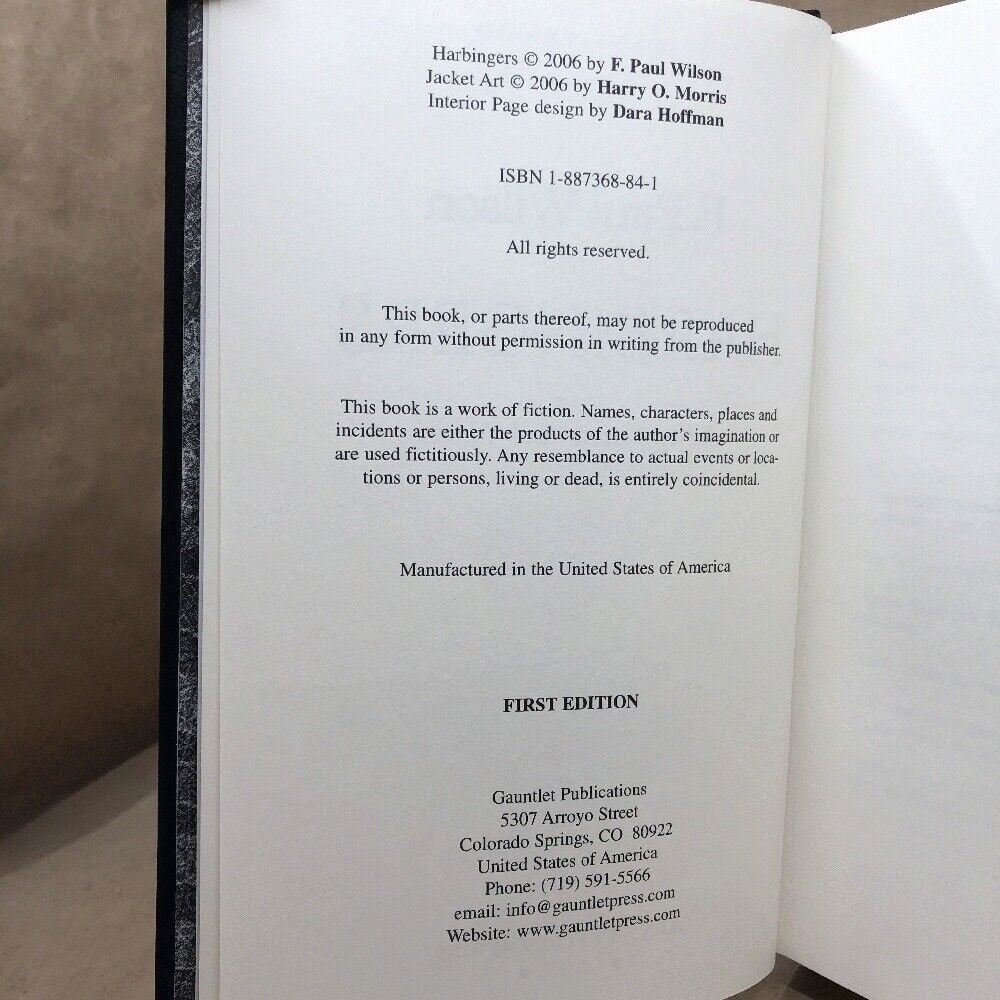 Harbingers © 2006 by F. Paul Wilson
Jacket Art © 2006 by Harry O. Morris
Interior Page design by Dara Hoffman
ISBN 1-887368-84-1
All rights reserved.
This book, or parts thereof, may not be reproduced
in any form without permission in writing from the publisher.
This book is a work of fiction. Names, characters, places and
incidents are either the products of the author's imagination or
are used fictitiously. Any resemblance to actual events or loca-
tions or persons, living or dead, is entirely coincidental.
Manufactured in the United States of America
FIRST EDITION
Gauntlet Publications
5307 Arroyo Street
Colorado Springs, CO 80922
United States of America
Phone: (719) 591-5566
email: info@gauntletpress.com
Website: www.gauntletpress.com